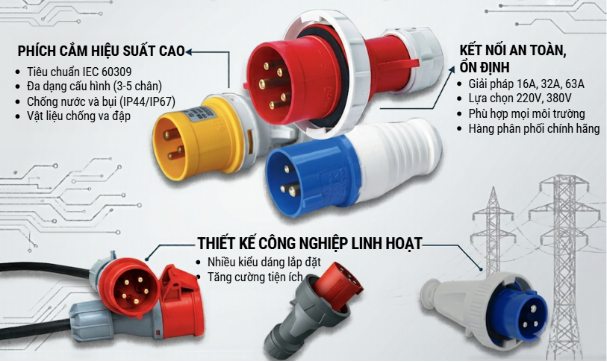 PHÍCH CẮM HIỆU SUẤT CAO
• Tiêu chuẩn IEC 60309
• Đa dạng cấu hình (3-5 chân)
• Chống nước và bụi (IP44/IP67)
• Vật liệu chống va đập
KẾT NỐI AN TOÀN,
ỔN ĐỊNH
• Giải pháp 16A, 32A, 63A
• Lựa chọn 220V, 380V
• Phù hợp mọi môi trường
• Hàng phân phối chính hãng
THIẾT KẾ CÔNG NGHIỆP LINH HOẠT
• Nhiều kiểu dáng lắp đặt
• Tăng cường tiện ích